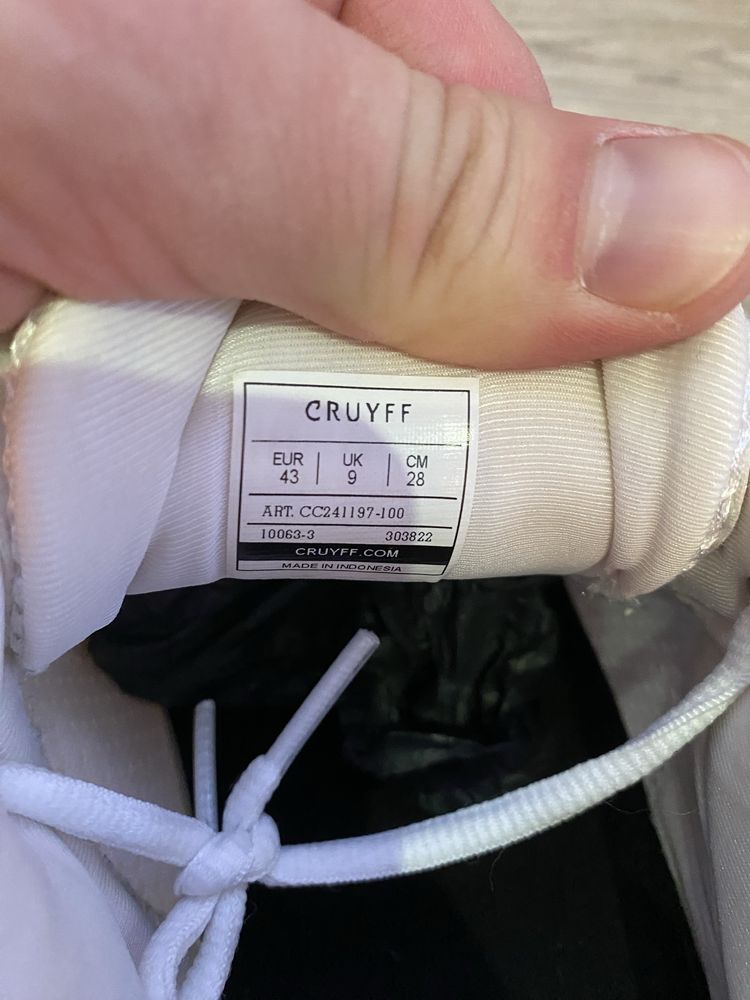 CRUYFF
EUR | UK | CM
43 9 28
ART. CC241197-100
10063-3 303822
CRUYFF.COM
MADE IN INDONESIA